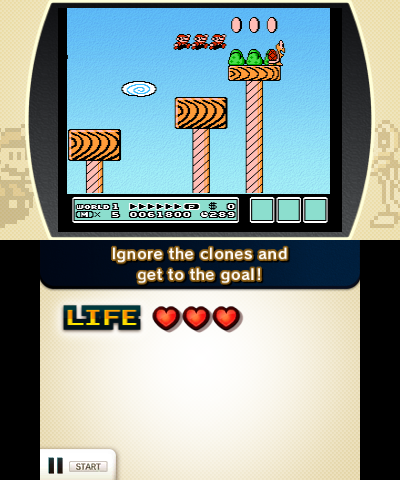 WORLD 1 P $ 0
M × 5 0061800 289
Ignore the clones and
get to the goal!
LIFE
START